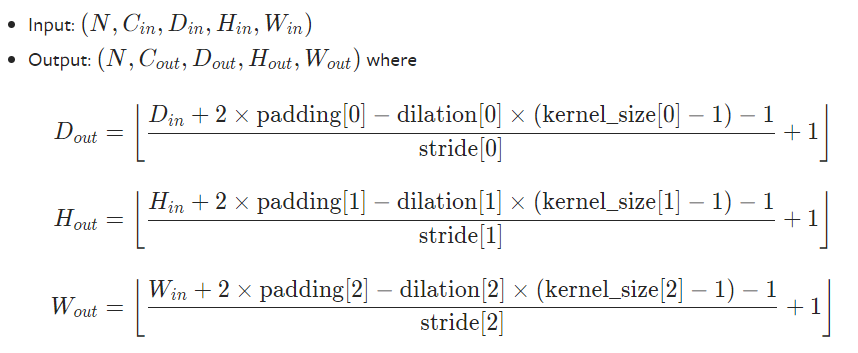 • Input: (N, C_in, D_in, H_in, W_in)
• Output: (N, C_out, D_out, H_out, W_out) where
D_out = ⌊(D_in + 2 × padding[0] − dilation[0] × (kernel_size[0] − 1) − 1) / stride[0] + 1⌋
H_out = ⌊(H_in + 2 × padding[1] − dilation[1] × (kernel_size[1] − 1) − 1) / stride[1] + 1⌋
W_out = ⌊(W_in + 2 × padding[2] − dilation[2] × (kernel_size[2] − 1) − 1) / stride[2] + 1⌋